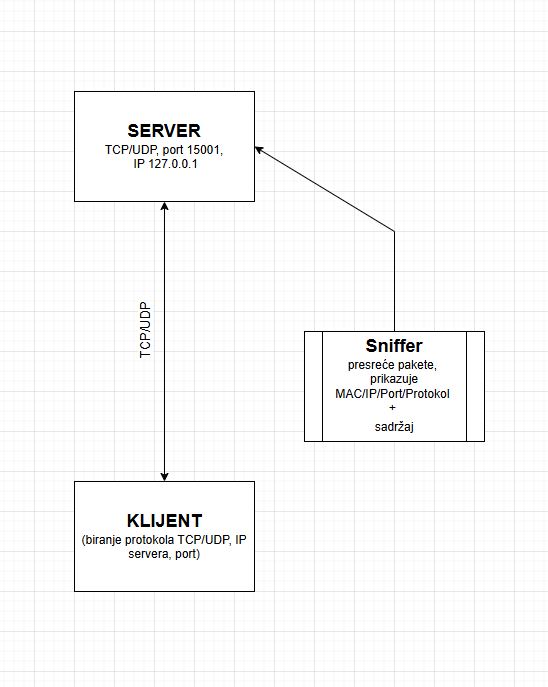 SERVER
TCP/UDP, port 15001,
IP 127.0.0.1
TCP/UDP
Sniffer
presreće pakete,
prikazuje
MAC/IP/Port/Protokol
+
sadržaj
KLIJENT
(biranje protokola TCP/UDP, IP
servera, port)